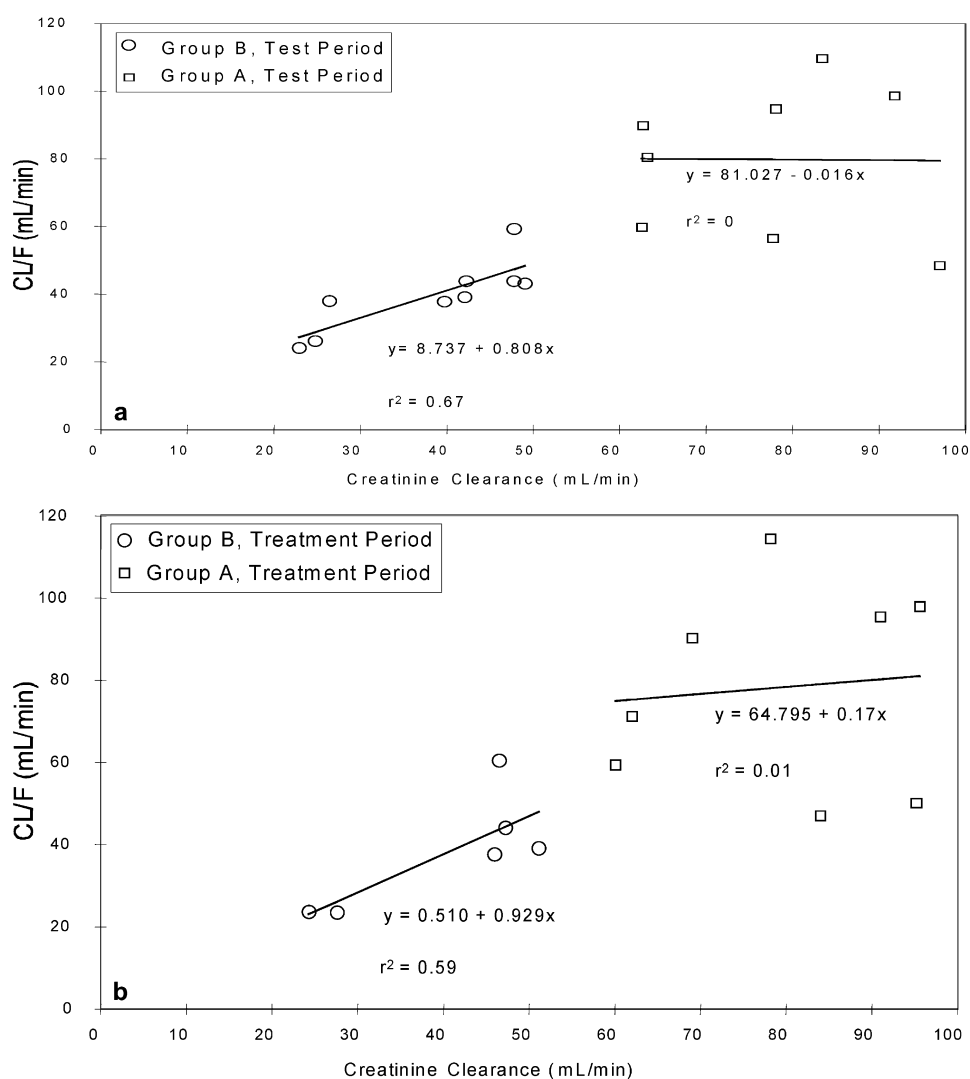 120
Group B, Test Period
Group A, Test Period
100
80
y = 81.027 - 0.016x
60
r² = 0
CL/F (mL/min)
40
y= 8.737 + 0.808x
20
r² = 0.67
a
0
0 10 20 30 40 50 60 70 80 90 100
Creatinine Clearance (mL/min)
120
Group B, Treatment Period
Group A, Treatment Period
100
80
y = 64.795 + 0.17x
60
r² = 0.01
CL/F (mL/min)
40
y = 0.510 + 0.929x
20
r² = 0.59
b
0
0 10 20 30 40 50 60 70 80 90 100
Creatinine Clearance (mL/min)